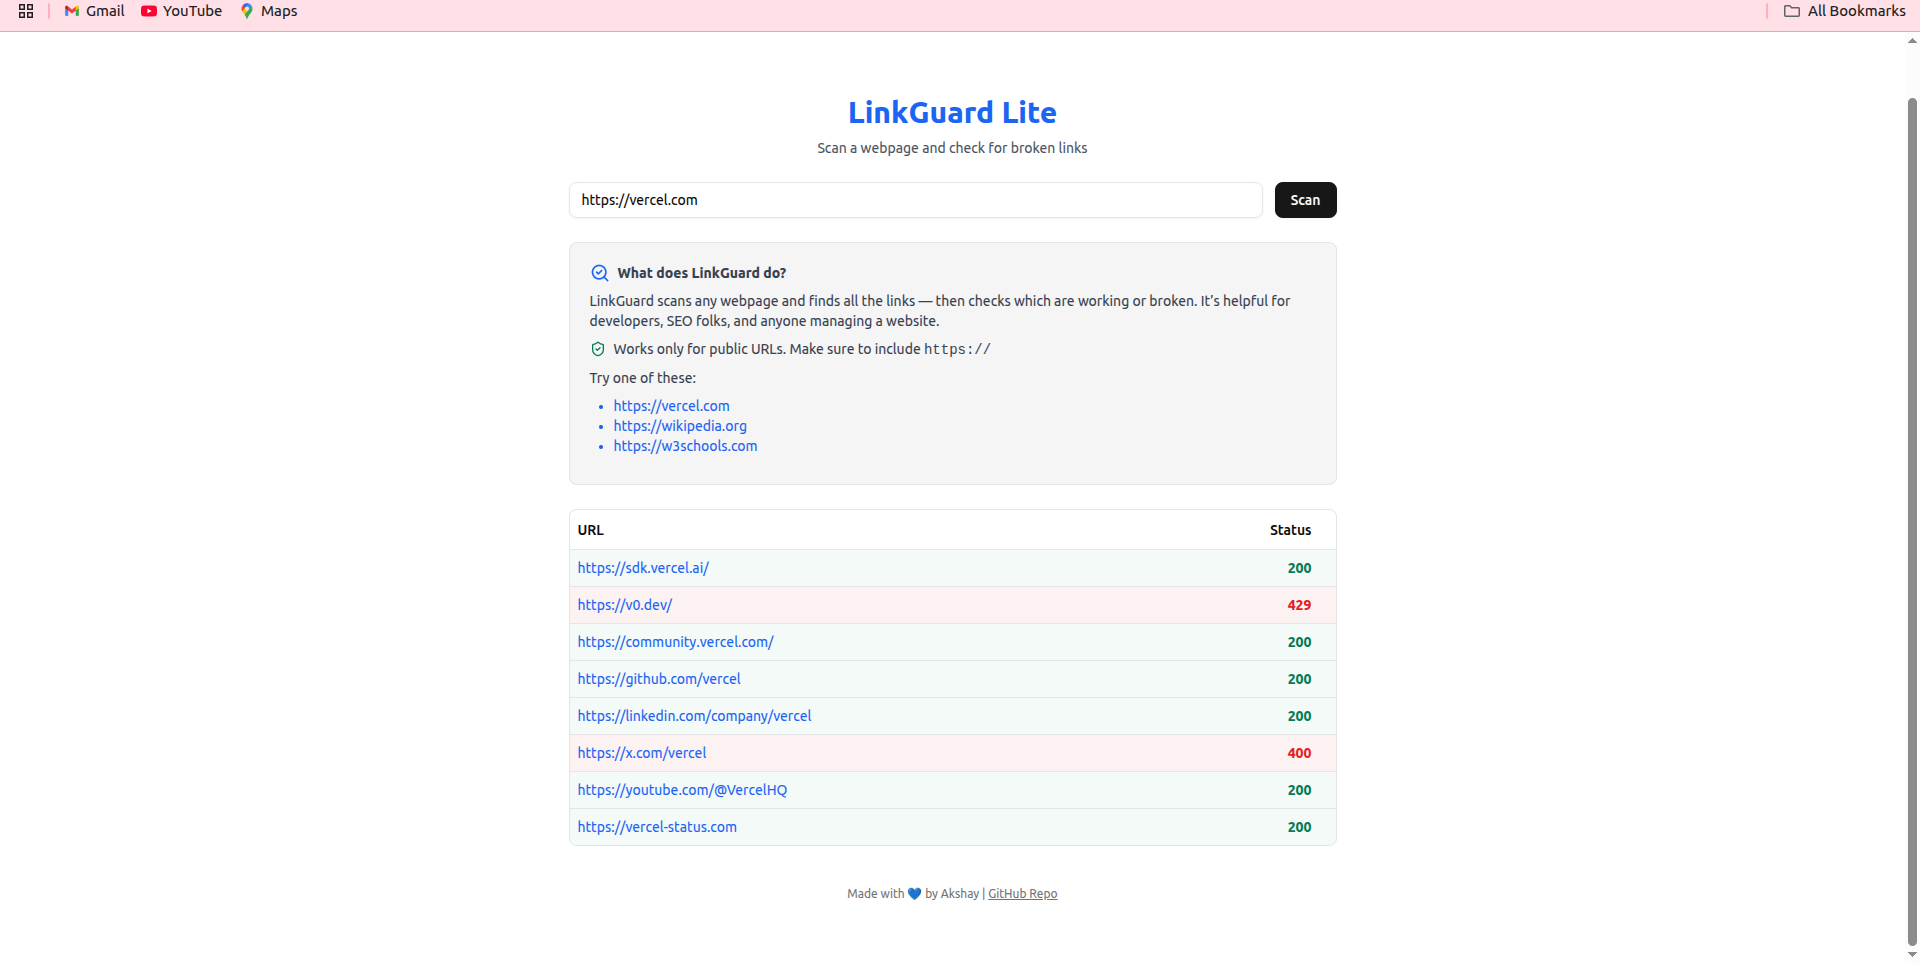 Gmail YouTube Maps All Bookmarks
LinkGuard Lite
Scan a webpage and check for broken links
https://vercel.com Scan
What does LinkGuard do?
LinkGuard scans any webpage and finds all the links — then checks which are working or broken. It’s helpful for
developers, SEO folks, and anyone managing a website.
Works only for public URLs. Make sure to include https://
Try one of these:
• https://vercel.com
• https://wikipedia.org
• https://w3schools.com
URL Status
https://sdk.vercel.ai/ 200
https://v0.dev/ 429
https://community.vercel.com/ 200
https://github.com/vercel 200
https://linkedin.com/company/vercel 200
https://x.com/vercel 400
https://youtube.com/@VercelHQ 200
https://vercel-status.com 200
Made with 💙 by Akshay | GitHub Repo